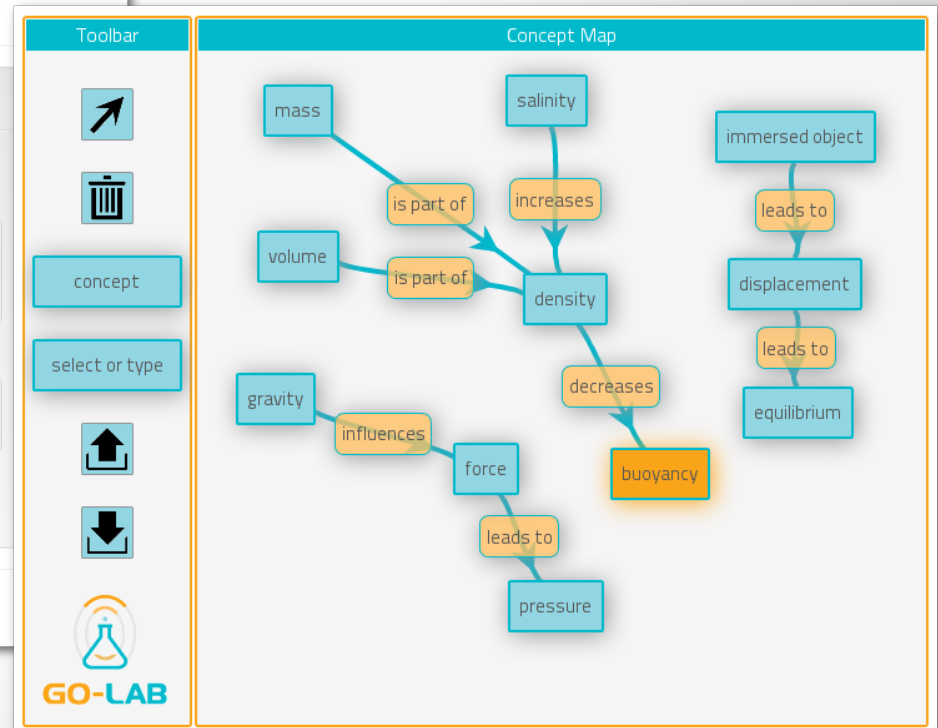 Toolbar
concept
select or type
GO-LAB
Concept Map
mass
salinity
immersed object
is part of
increases
leads to
volume
is part of
density
displacement
leads to
gravity
decreases
equilibrium
influences
force
buoyancy
leads to
pressure